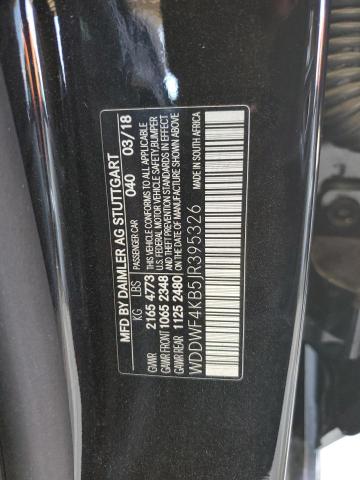 MFD BY DAIMLER AG STUTTGART
PASSENGER CAR 040 03/18
KG LBS
GVWR 2165 4773
GAWR FRONT 1065 2348
GAWR REAR 1125 2480
THIS VEHICLE CONFORMS TO ALL APPLICABLE
U.S. FEDERAL MOTOR VEHICLE SAFETY,BUMPER
AND THEFT PREVENTION STANDARDS IN EFFECT ON
THE DATE OF MANUFACTURE SHOWN ABOVE
MADE IN SOUTH AFRICA
WDDWF4KB5JR395326